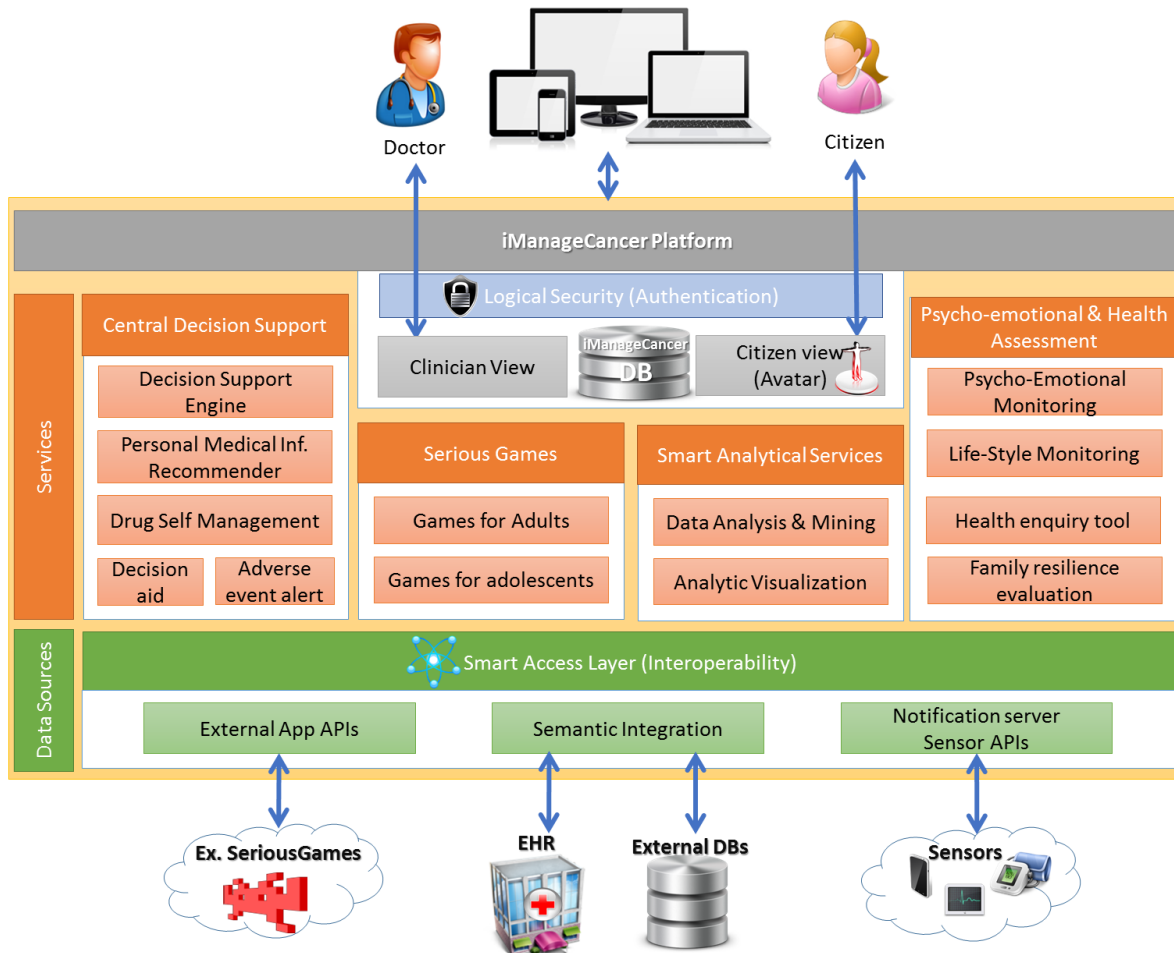 Doctor
Citizen
iManageCancer Platform
Logical Security (Authentication)
Clinician View
iManageCancer
DB
Citizen view
(Avatar)
Services
Central Decision Support
Decision Support
Engine
Personal Medical Inf.
Recommender
Drug Self Management
Decision
aid
Adverse
event alert
Serious Games
Games for Adults
Games for adolescents
Smart Analytical Services
Data Analysis & Mining
Analytic Visualization
Psycho-emotional & Health
Assessment
Psycho-Emotional
Monitoring
Life-Style Monitoring
Health enquiry tool
Family resilience
evaluation
Data Sources
Smart Access Layer (Interoperability)
External App APIs
Semantic Integration
Notification server
Sensor APIs
Ex. SeriousGames
EHR
External DBs
Sensors